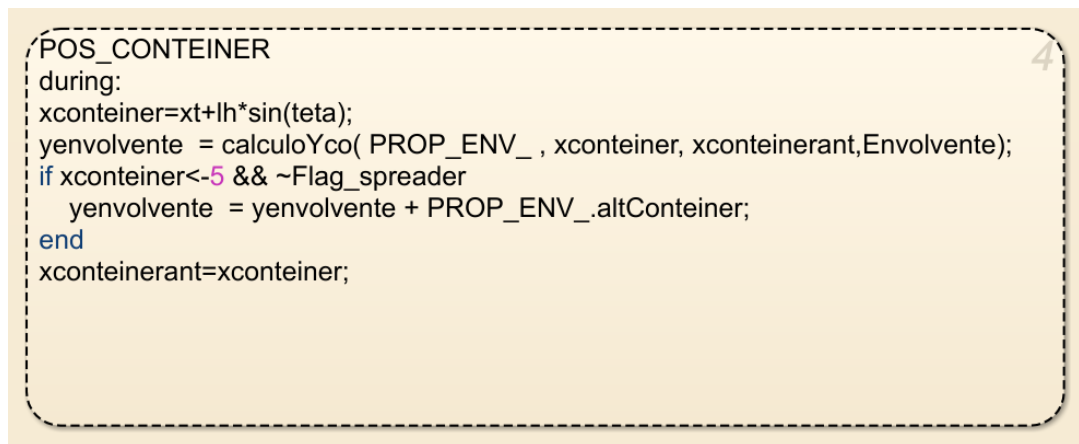 POS_CONTEINER
4
during:
xconteiner=xt+lh*sin(teta);
yenvolvente  = calculoYco( PROP_ENV_ , xconteiner, xconteinerant,Envolvente);
if xconteiner<-5 && ~Flag_spreader
    yenvolvente  = yenvolvente + PROP_ENV_.altConteiner;
end
xconteinerant=xconteiner;